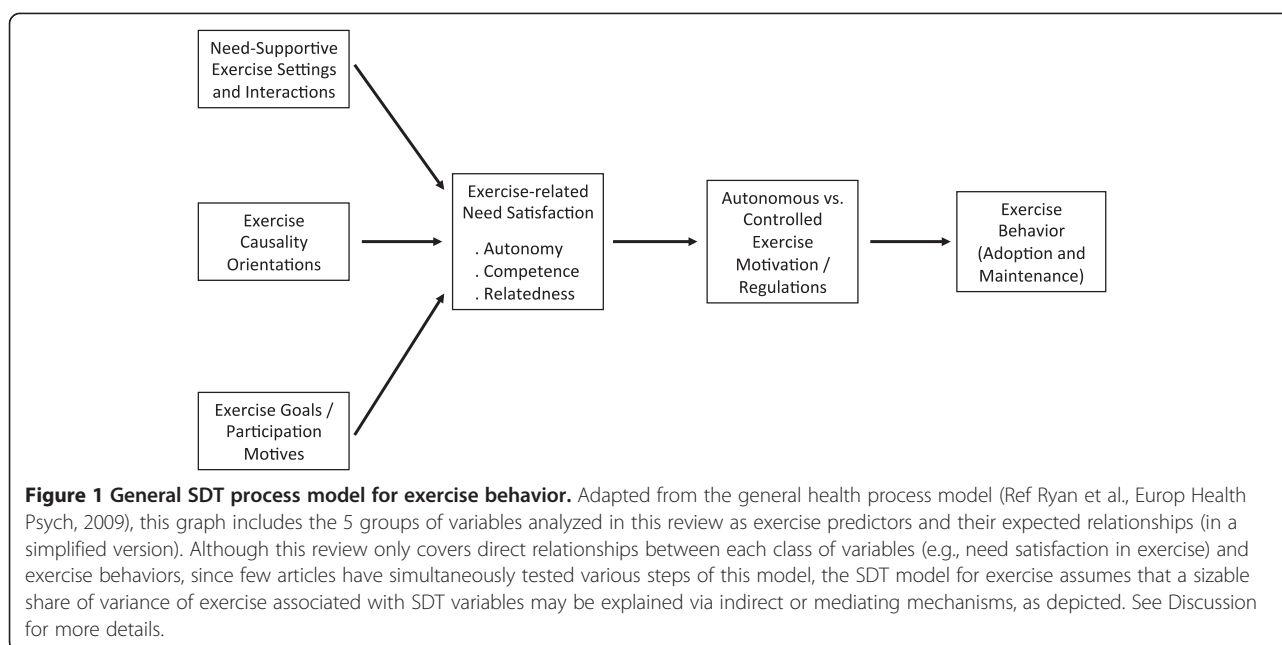 Need-Supportive
Exercise Settings
and Interactions
Exercise
Causality
Orientations
Exercise Goals /
Participation
Motives
Exercise-related
Need Satisfaction
. Autonomy
. Competence
. Relatedness
Autonomous vs.
Controlled
Exercise
Motivation /
Regulations
Exercise
Behavior
(Adoption and
Maintenance)
Figure 1 General SDT process model for exercise behavior. Adapted from the general health process model (Ref Ryan et al., Europ Health
Psych, 2009), this graph includes the 5 groups of variables analyzed in this review as exercise predictors and their expected relationships (in a
simplified version). Although this review only covers direct relationships between each class of variables (e.g., need satisfaction in exercise) and
exercise behaviors, since few articles have simultaneously tested various steps of this model, the SDT model for exercise assumes that a sizable
share of variance of exercise associated with SDT variables may be explained via indirect or mediating mechanisms, as depicted. See Discussion
for more details.